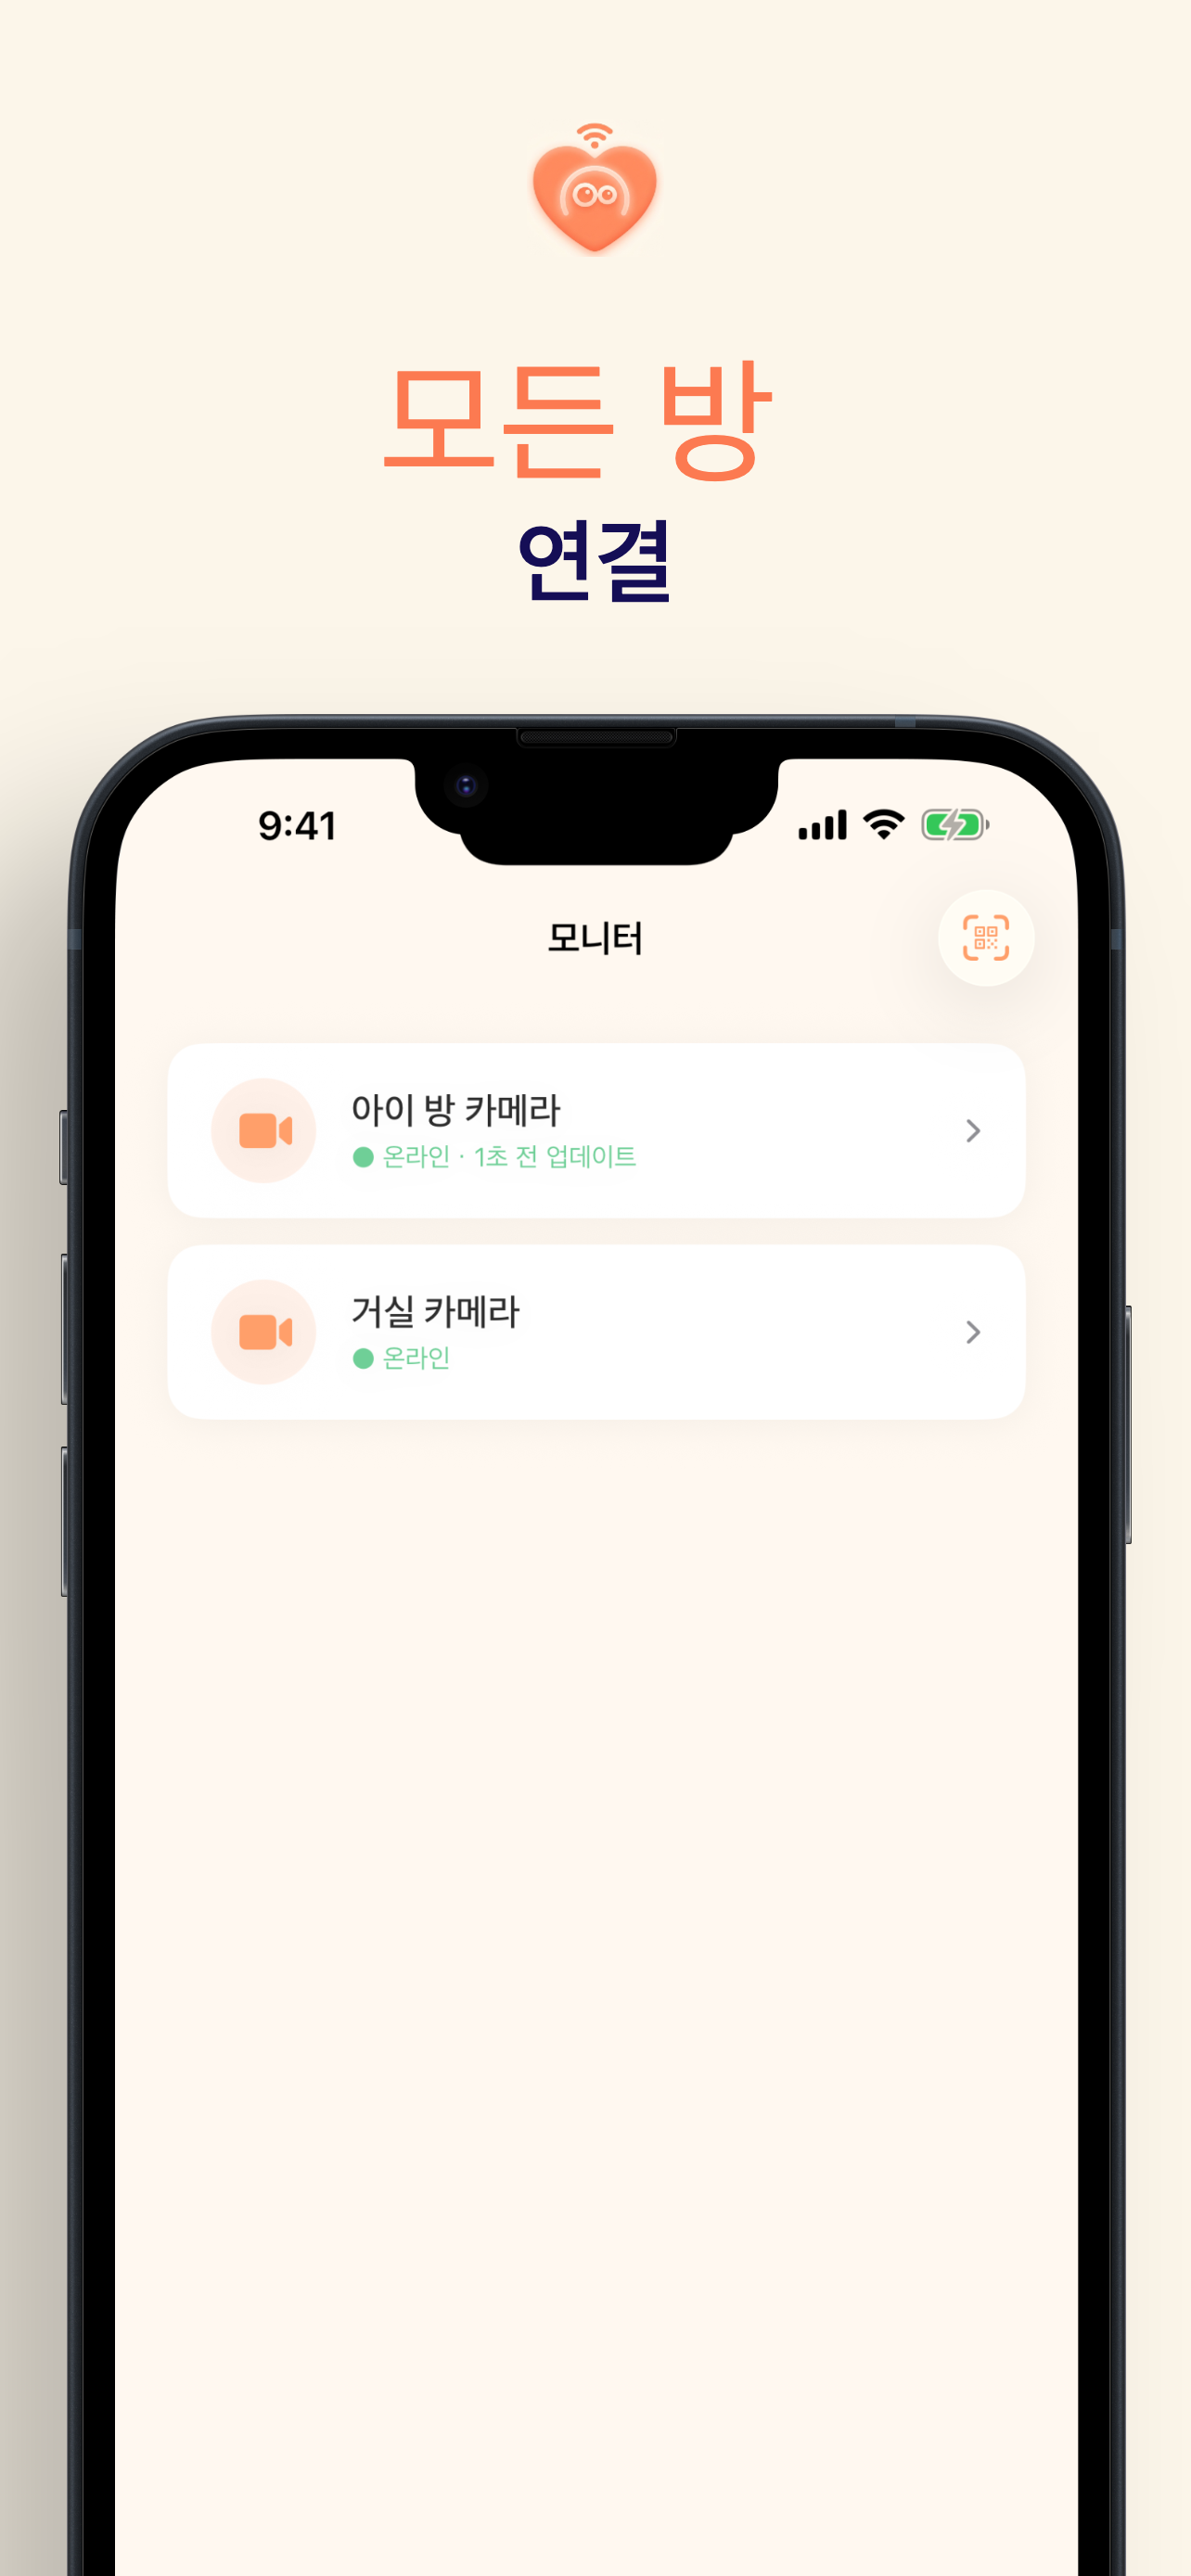 모든 방
연결
9:41
모니터
아이 방 카메라
온라인 · 1초 전 업데이트
거실 카메라
온라인